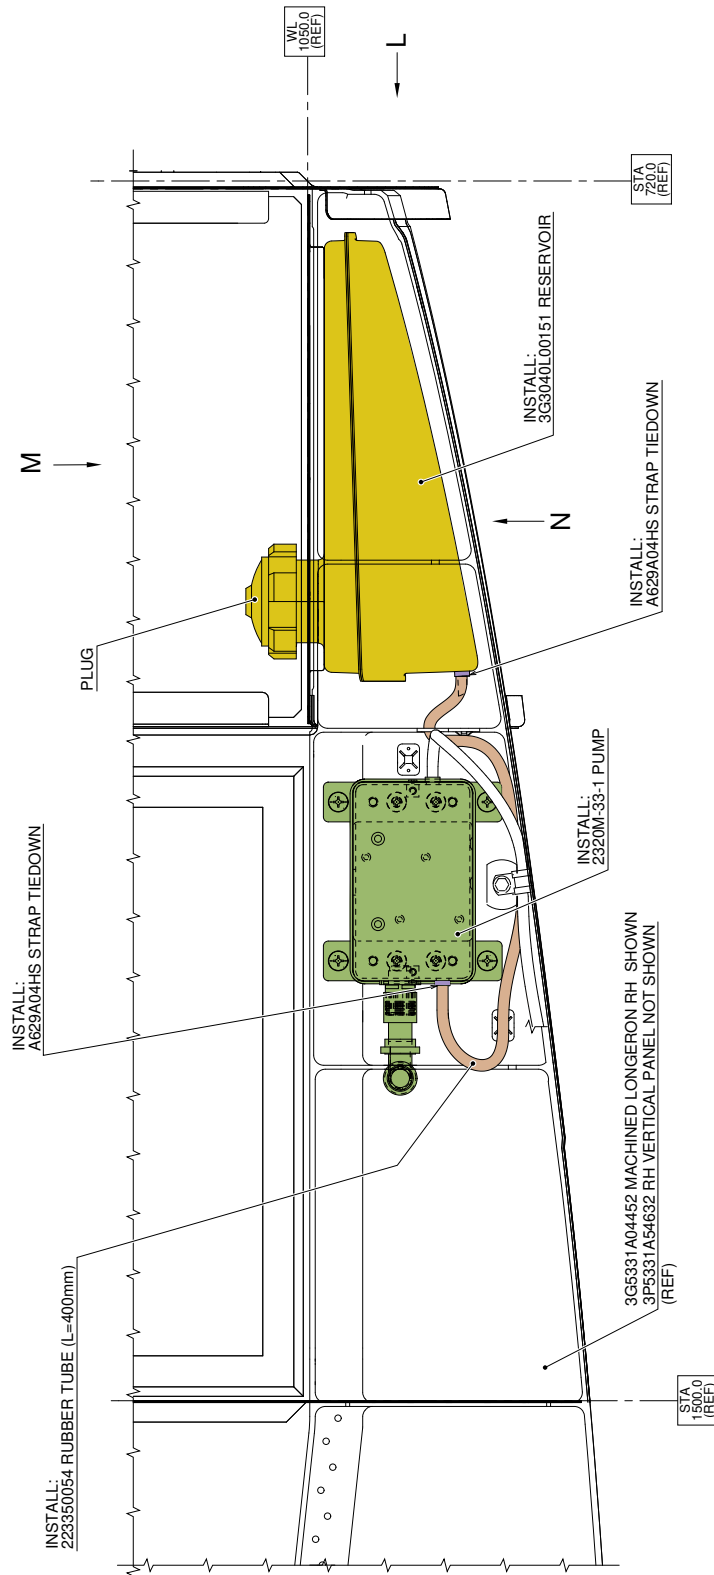 WL
1050.0
(REF)
L
STA
720.0
(REF)
M
INSTALL:
3G3040L00151 RESERVOIR
N
INSTALL:
A629A04HS STRAP TIEDOWN
PLUG
INSTALL:
2320M-33-1 PUMP
INSTALL:
A629A04HS STRAP TIEDOWN
3G5331A04452 MACHINED LONGERON RH SHOWN
3P5331A54632 RH VERTICAL PANEL NOT SHOWN
(REF)
INSTALL:
223350054 RUBBER TUBE (L=400mm)
STA
1500.0
(REF)